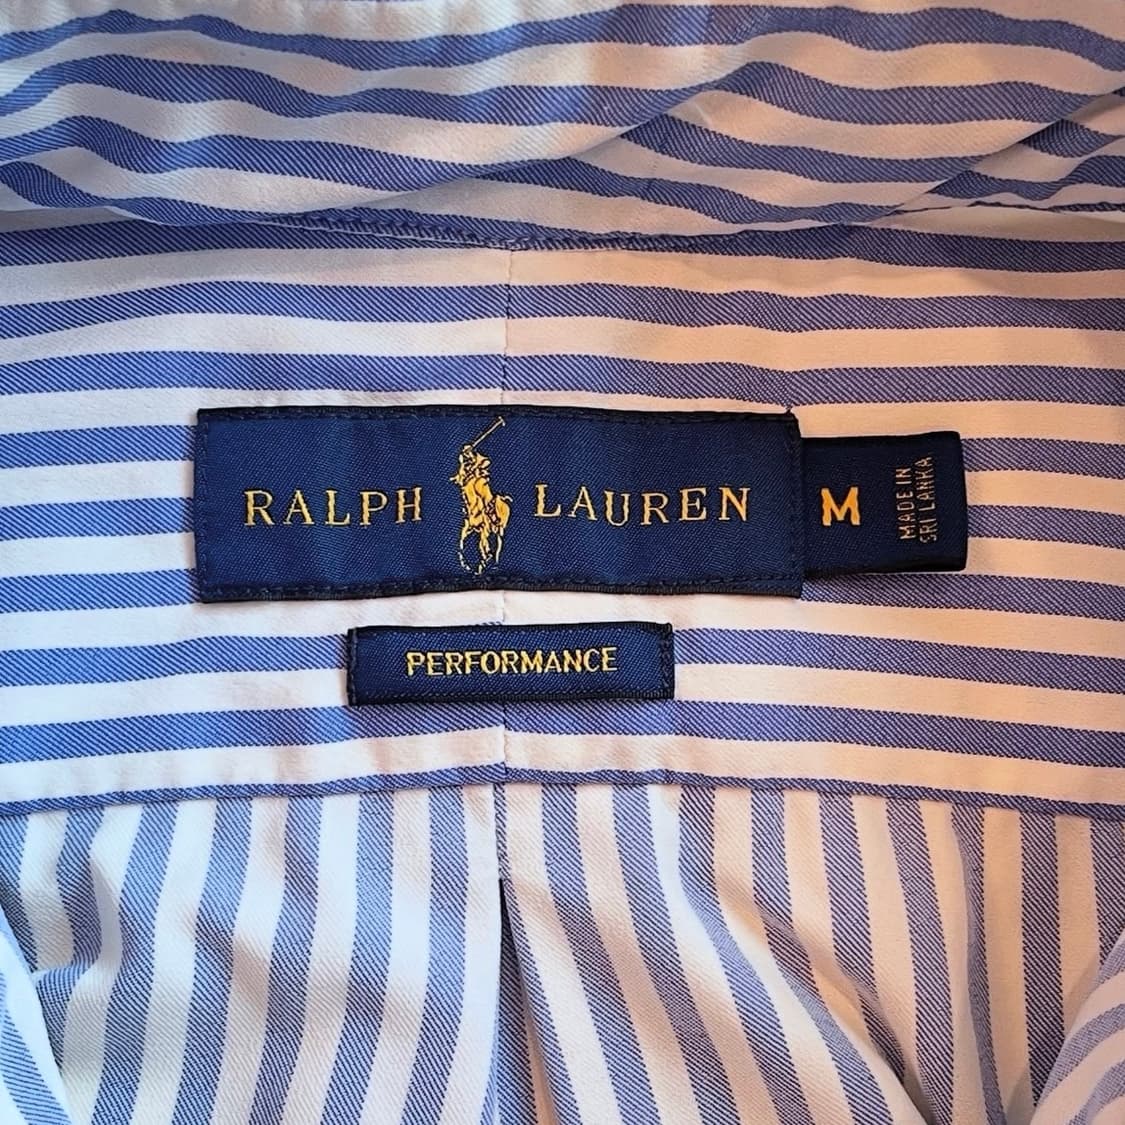 RALPH LAUREN
M
MADE IN
SRI LANKA
PERFORMANCE